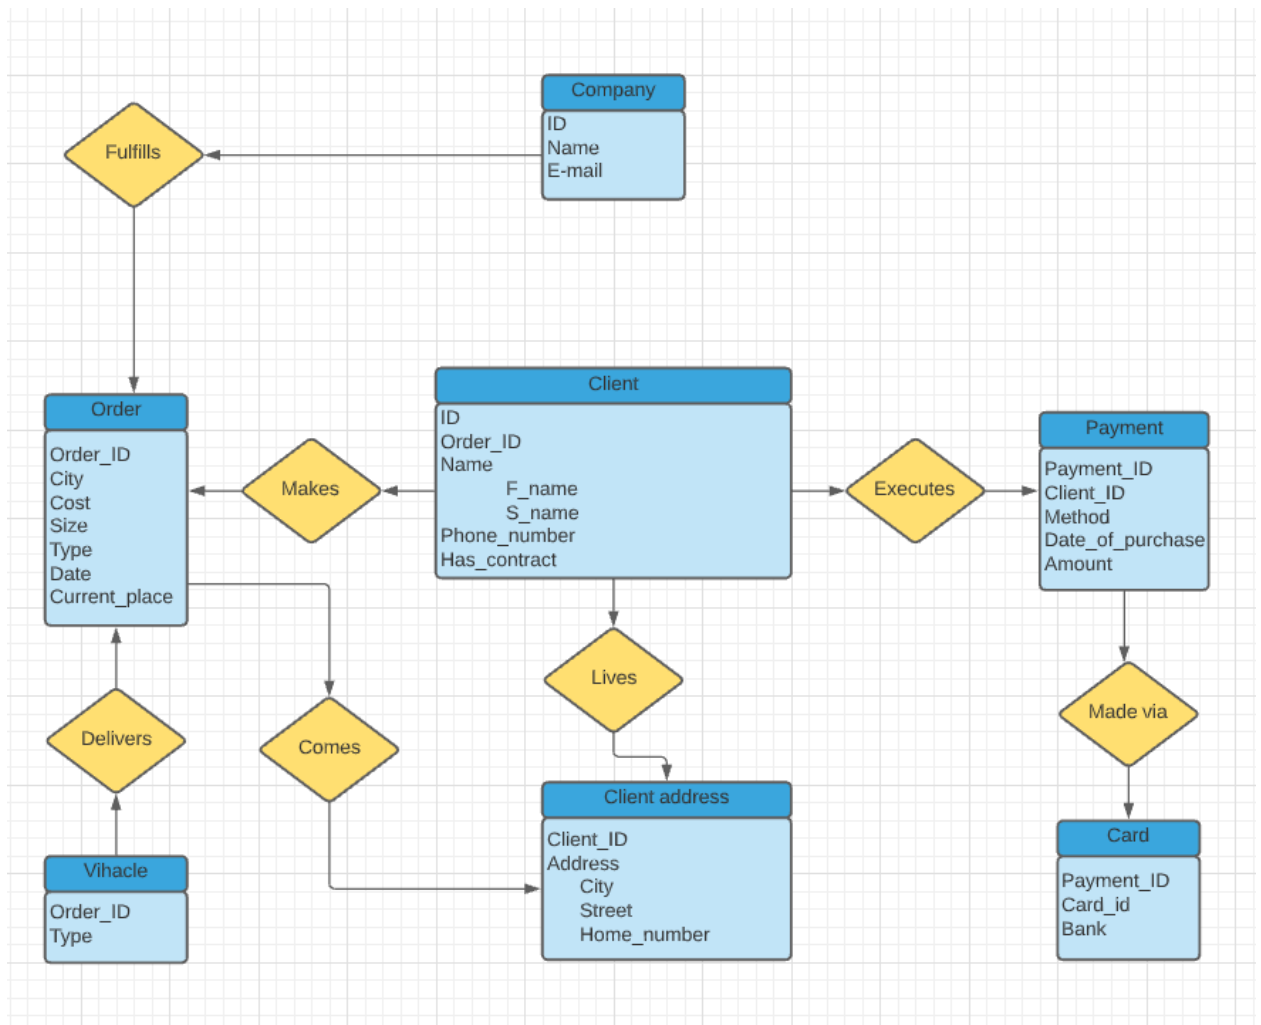 Company
ID
Name
E-mail
Fulfills
Order
Order_ID
City
Cost
Size
Type
Date
Current_place
Makes
Client
ID
Order_ID
Name
F_name
S_name
Phone_number
Has_contract
Executes
Payment
Payment_ID
Client_ID
Method
Date_of_purchase
Amount
Delivers
Comes
Lives
Made via
Vihacle
Order_ID
Type
Client address
Client_ID
Address
City
Street
Home_number
Card
Payment_ID
Card_id
Bank